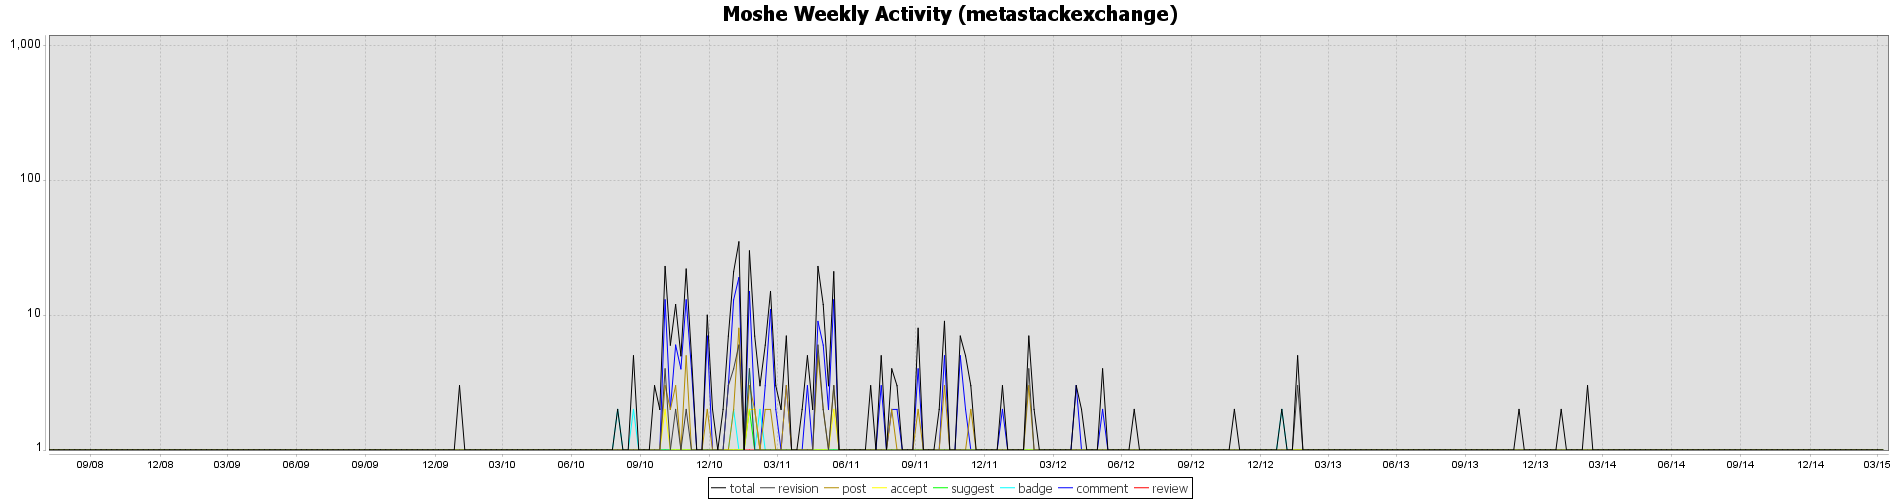 Moshe Weekly Activity (metastackexchange)
1,000
100
10
1
09/08 12/08 03/09 06/09 09/09 12/09 03/10 06/10 09/10 12/10 03/11 06/11 09/11 12/11 03/12 06/12 09/12 12/12 03/13 06/13 09/13 12/13 03/14 06/14 09/14 12/14 03/15
total revision post accept suggest badge comment review